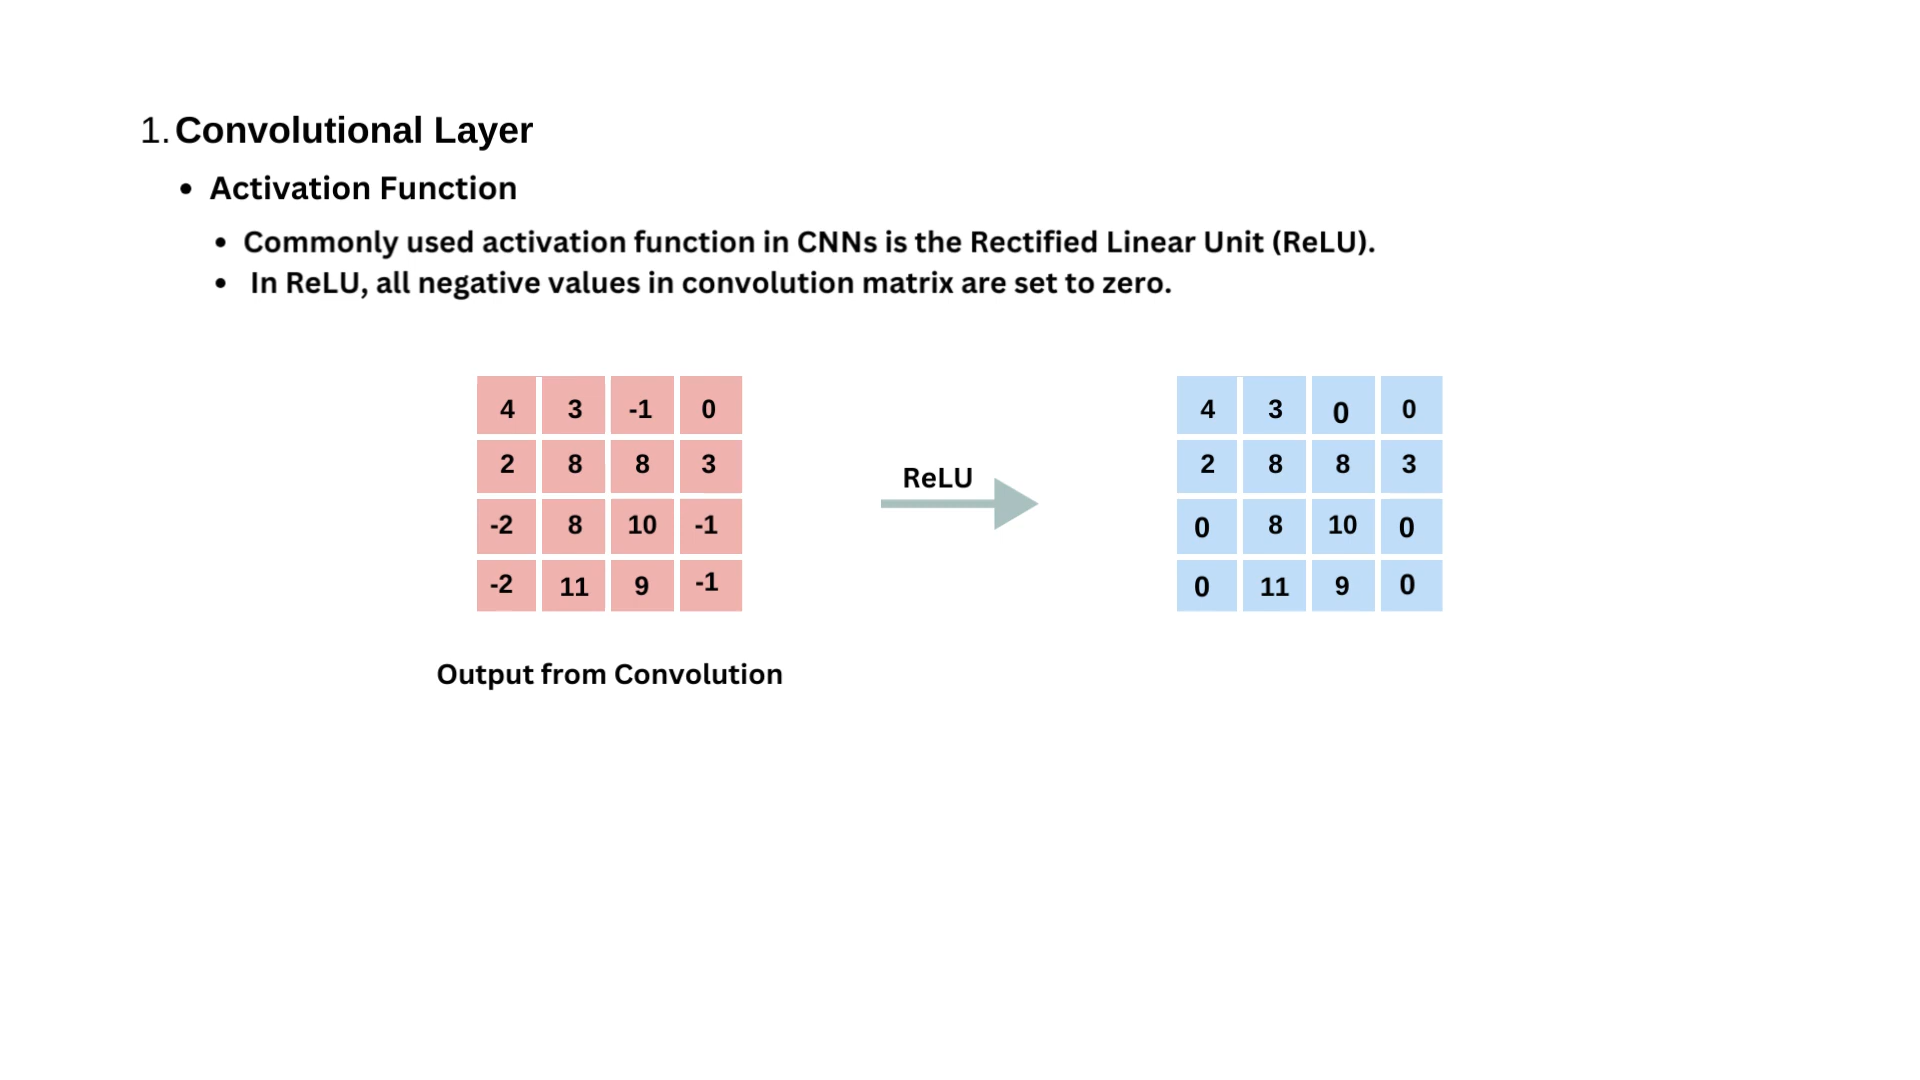 1. Convolutional Layer
• Activation Function
• Commonly used activation function in CNNs is the Rectified Linear Unit (ReLU).
• In ReLU, all negative values in convolution matrix are set to zero.
4 3 -1 0
2 8 8 3
-2 8 10 -1
-2 11 9 -1
Output from Convolution
ReLU
4 3 0 0
2 8 8 3
0 8 10 0
0 11 9 0